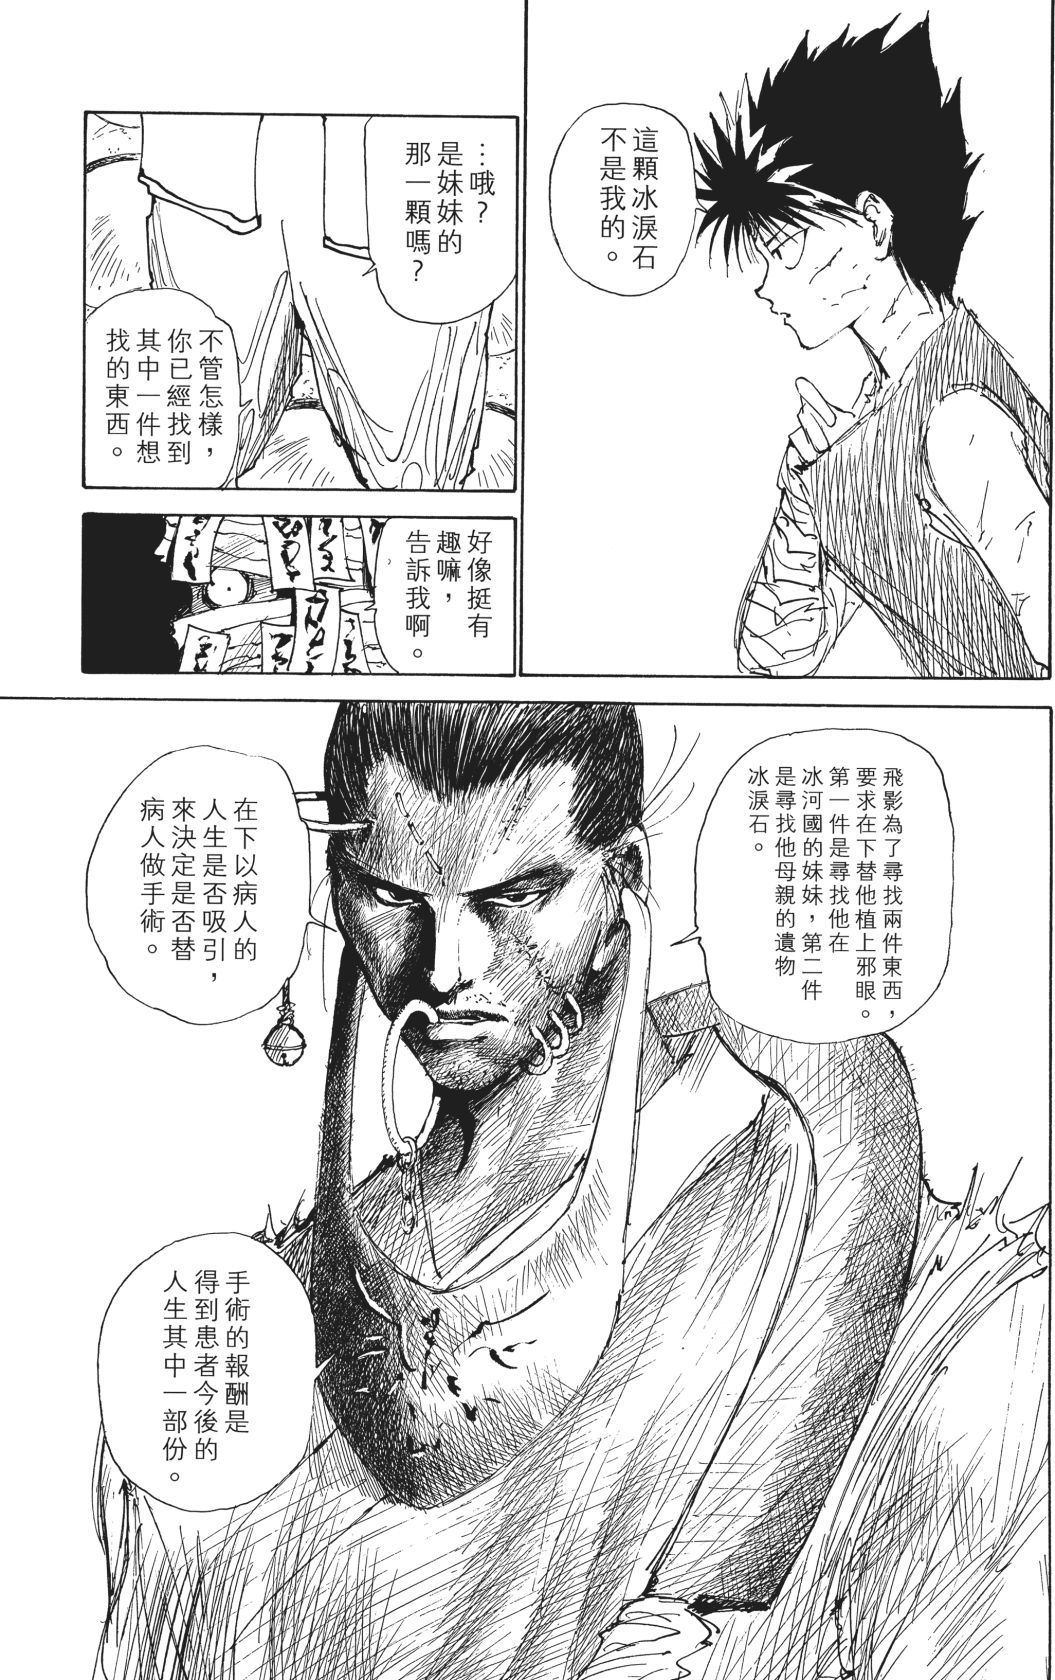 這顆冰淚石
不是我的。
…哦?
是妹妹的
那一顆嗎?
不管怎樣,
你已經找到
其中一件想
找的東西。
好像挺有
趣嘛,
告訴我啊。
飛影為了尋找兩件東西,
要求在下替他植上邪眼。
第一件是尋找他在
冰河國的妹妹,第二件
是尋找他母親的遺物
冰淚石。
在下以病人的
人生是否吸引,
來決定是否替
病人做手術。
手術的報酬是
得到患者今後的
人生其中一部份。